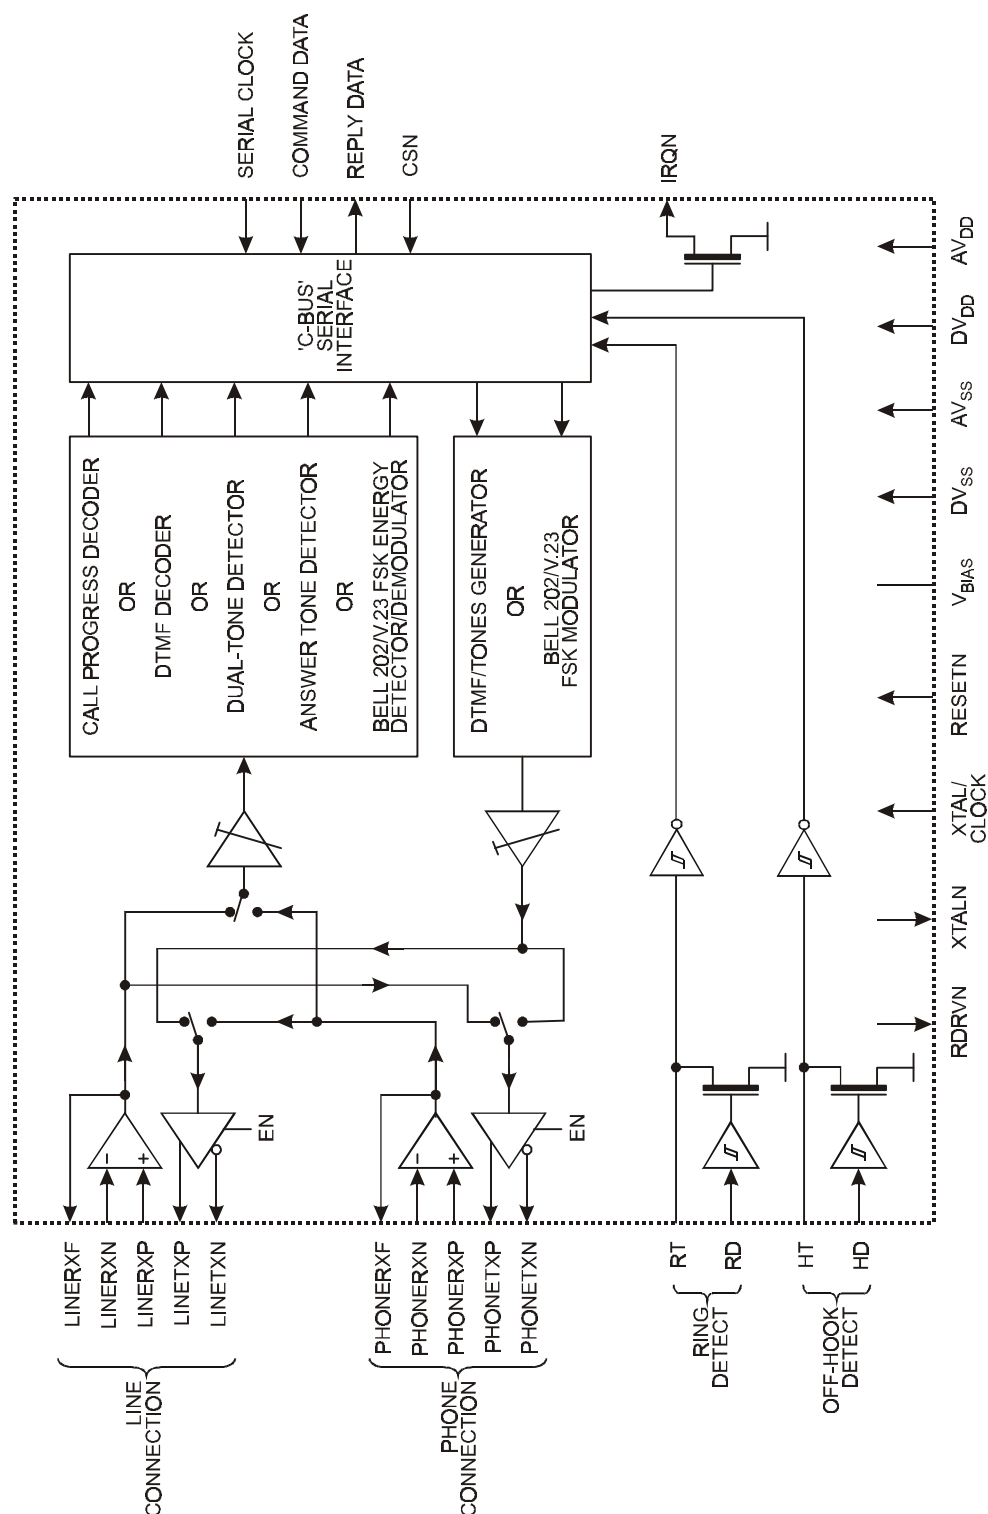 SERIAL CLOCK
COMMAND DATA
REPLY DATA
CSN
IRQN
'C-BUS'
SERIAL
INTERFACE
CALL PROGRESS DECODER
OR
DTMF DECODER
OR
DUAL-TONE DETECTOR
OR
ANSWER TONE DETECTOR
OR
BELL 202/V.23 FSK ENERGY
DETECTOR/DEMODULATOR
DTMF/TONES GENERATOR
OR
BELL 202/V.23
FSK MODULATOR
EN
EN
LINERXF
LINERXN
LINERXP
LINETXP
LINETXN
LINE
CONNECTION
PHONERXF
PHONERXN
PHONERXP
PHONETXP
PHONETXN
PHONE
CONNECTION
RT
RD
RING
DETECT
HT
HD
OFF-HOOK
DETECT
RDRVN
XTALN
XTAL/
CLOCK
RESETN
VBIAS
DVSS
AVSS
DVDD
AVDD
- +
- +